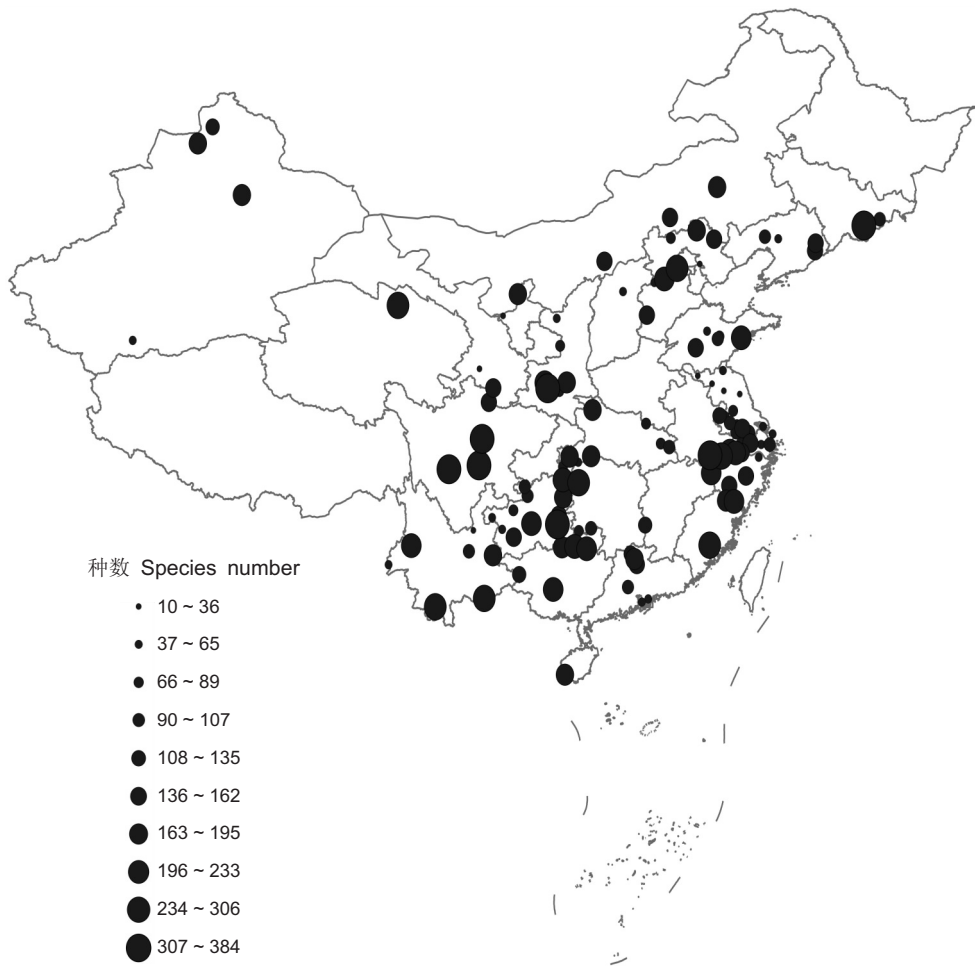 种数 Species number
10 ~ 36
37 ~ 65
66 ~ 89
90 ~ 107
108 ~ 135
136 ~ 162
163 ~ 195
196 ~ 233
234 ~ 306
307 ~ 384